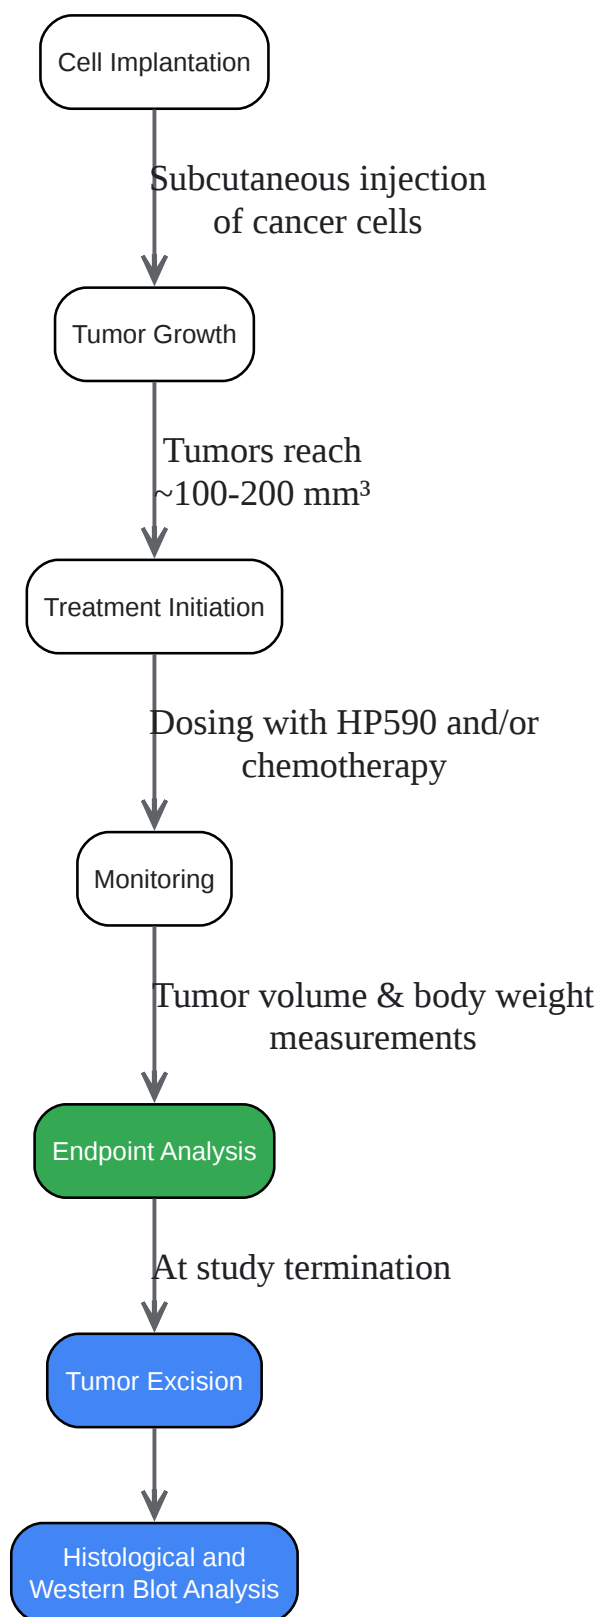 Cell Implantation
Subcutaneous injection
of cancer cells
Tumor Growth
Tumors reach
~100-200 mm³
Treatment Initiation
Dosing with HP590 and/or
chemotherapy
Monitoring
Tumor volume & body weight
measurements
Endpoint Analysis
At study termination
Tumor Excision
Histological and
Western Blot Analysis